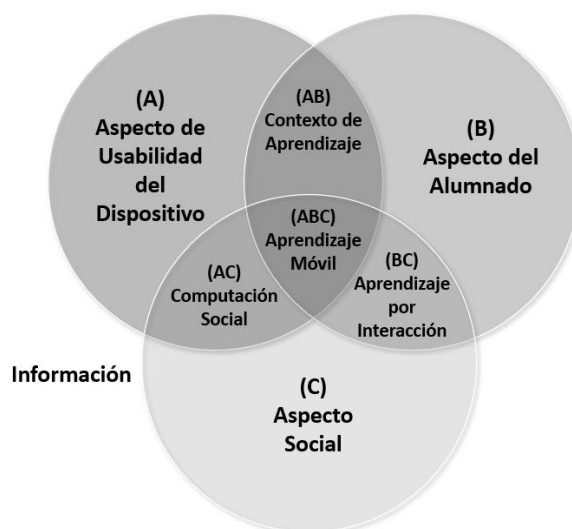 (A)
Aspecto de
Usabilidad
del
Dispositivo
(AB)
Contexto de
Aprendizaje
(B)
Aspecto del
Alumnado
(ABC)
Aprendizaje
Móvil
(AC)
Computación
Social
(BC)
Aprendizaje
por
Interacción
Información
(C)
Aspecto
Social